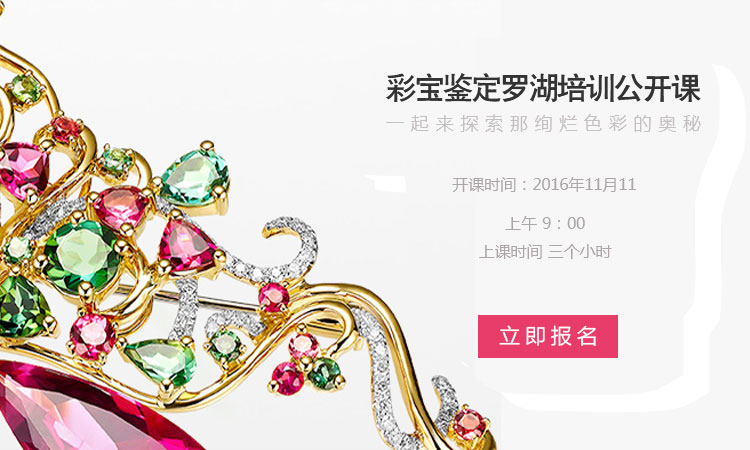 彩宝鉴定罗湖培训公开课
一起来探索那绚烂色彩的奥秘
开课时间：2016年11月11
上午 9：00
上课时间 三个小时
立即报名